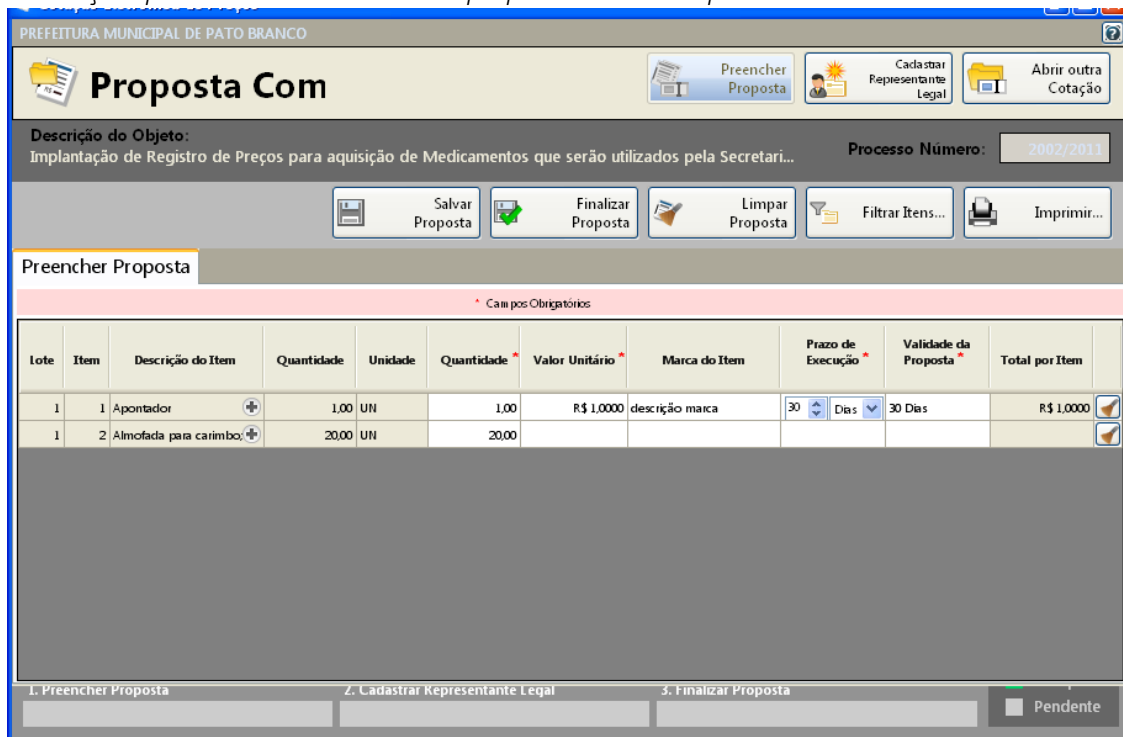 PREFEITURA MUNICIPAL DE PATO BRANCO
Proposta Com
Preencher
Proposta
Cadastrar
Representante
Legal
Abrir outra
Cotação
Descrição do Objeto:
Implantação de Registro de Preços para aquisição de Medicamentos que serão utilizados pela Secretari...
Processo Número: 2002/2011
Salvar
Proposta
Finalizar
Proposta
Limpar
Proposta
Filtrar Itens...
Imprimir...
Preencher Proposta
* Campos Obrigatórios
Lote Item Descrição do Item Quantidade Unidade Quantidade * Valor Unitário * Marca do Item Prazo de Execução * Validade da Proposta * Total por Item
1 1 Apontador 1,00 UN 1,00 R$ 1,0000 descrição marca 30 Dias 30 Dias R$ 1,0000
1 2 Almofada para carimbo; 20,00 UN 20,00
1. Preencher Proposta 2. Cadastrar Representante Legal 3. Finalizar Proposta
Pendente